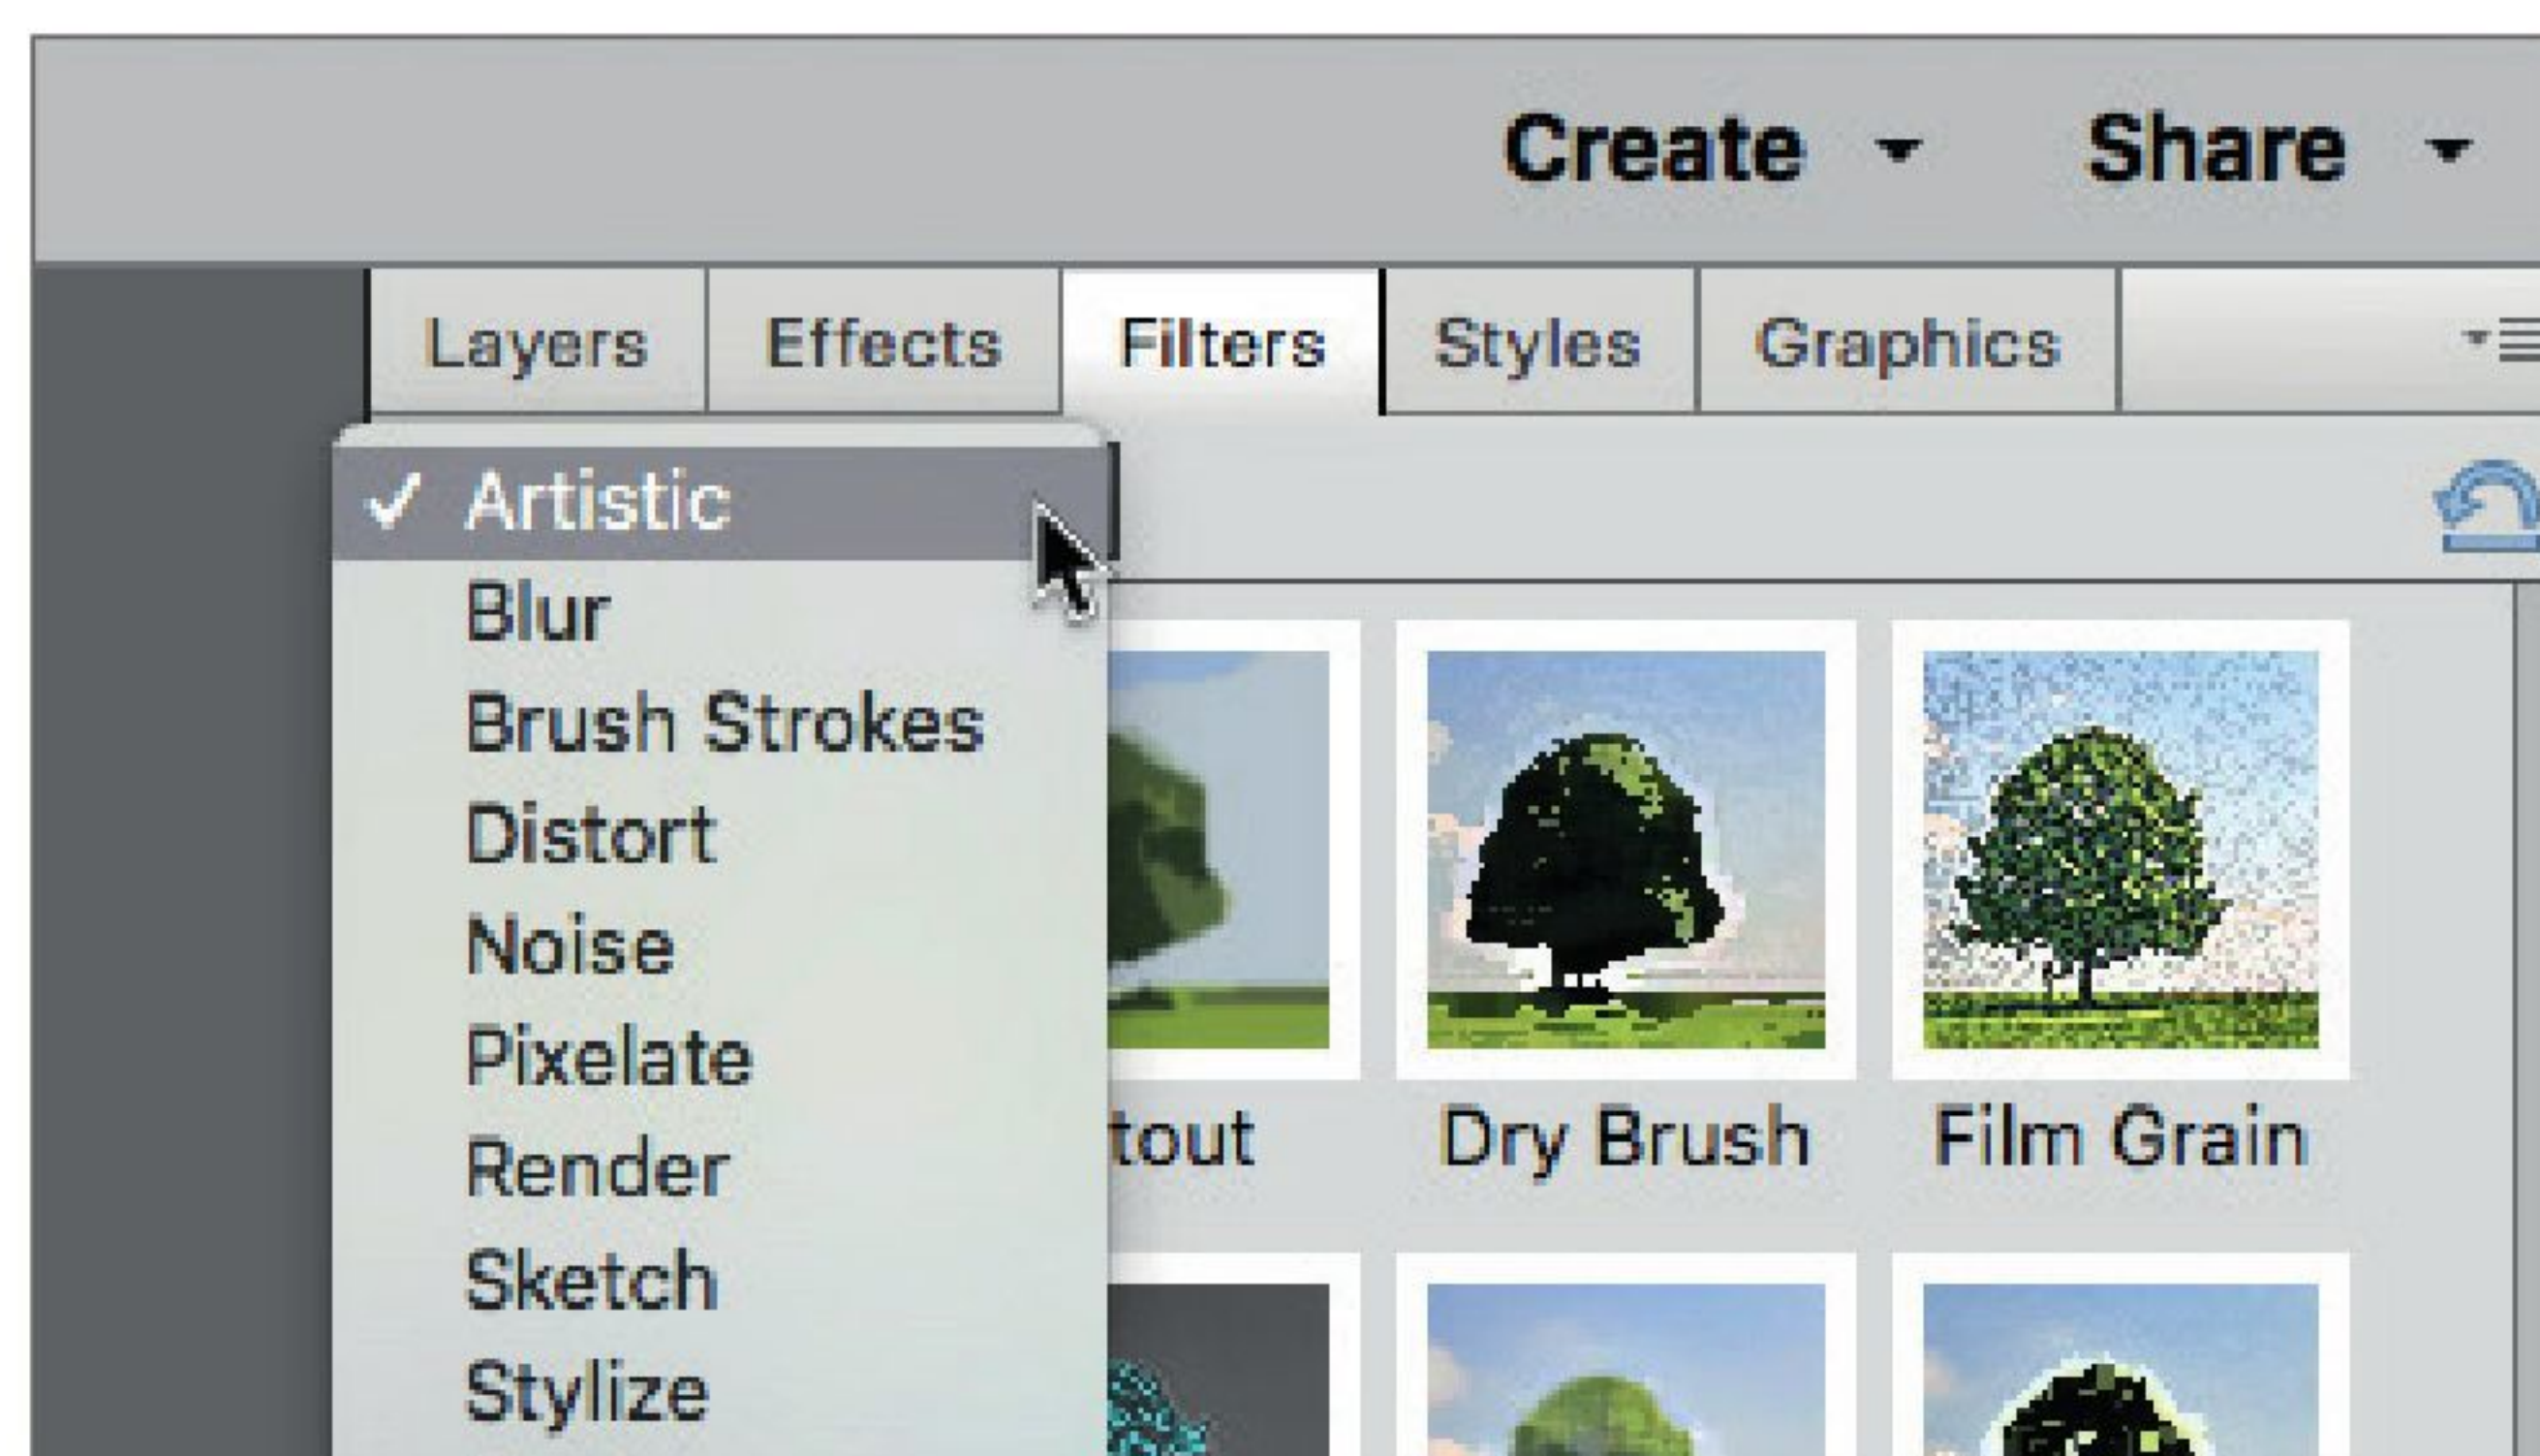 Create Share
Layers Effects Filters Styles Graphics
Artistic
Blur
Brush Strokes
Distort
Noise
Pixelate
Render
Sketch
Stylize
tout Dry Brush Film Grain